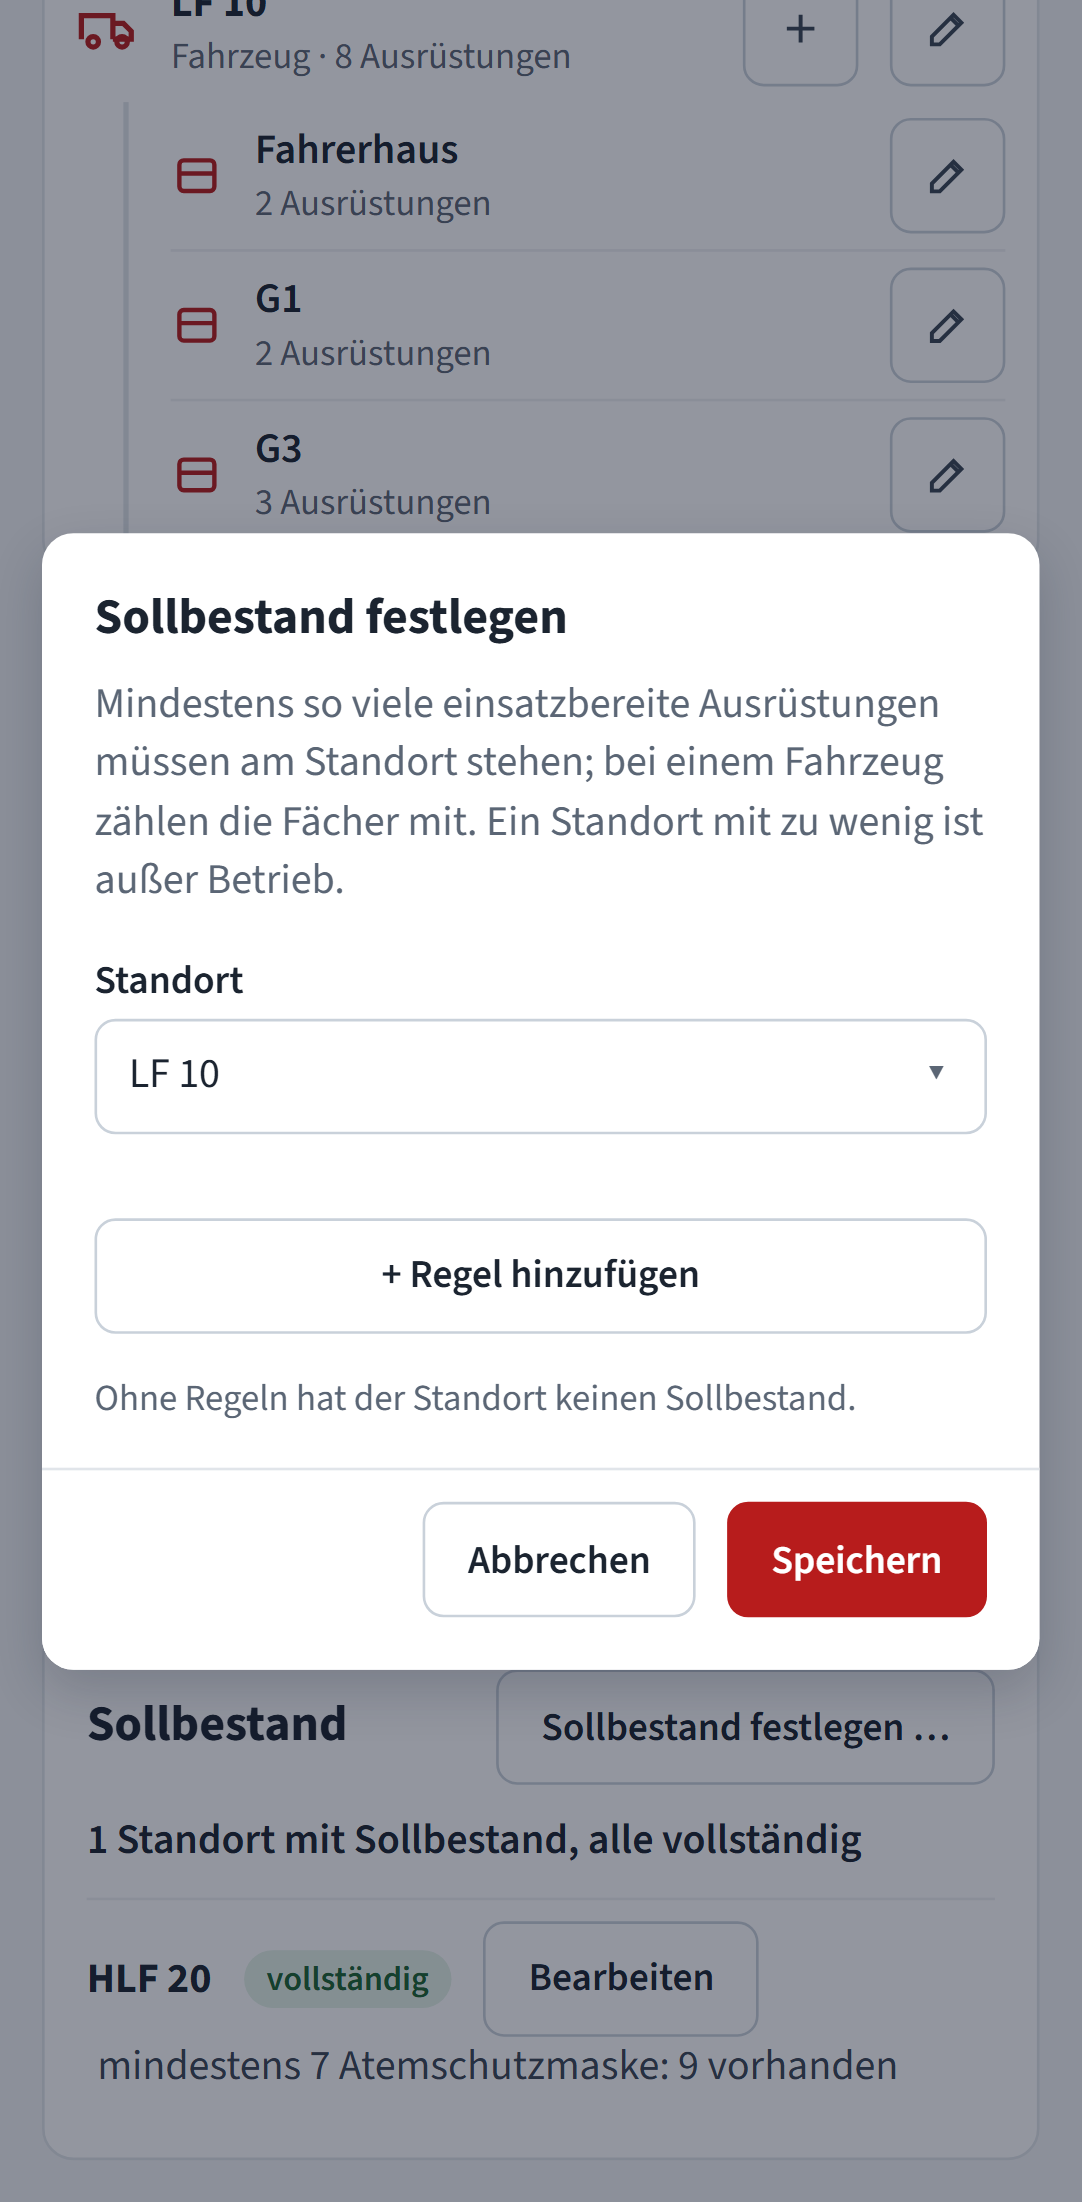 LF 10
Fahrzeug · 8 Ausrüstungen
Fahrerhaus
2 Ausrüstungen
G1
2 Ausrüstungen
G3
3 Ausrüstungen
Sollbestand festlegen
Mindestens so viele einsatzbereite Ausrüstungen
müssen am Standort stehen; bei einem Fahrzeug
zählen die Fächer mit. Ein Standort mit zu wenig ist
außer Betrieb.
Standort
LF 10
+ Regel hinzufügen
Ohne Regeln hat der Standort keinen Sollbestand.
Abbrechen Speichern
Sollbestand Sollbestand festlegen …
1 Standort mit Sollbestand, alle vollständig
HLF 20 vollständig Bearbeiten
mindestens 7 Atemschutzmaske: 9 vorhanden